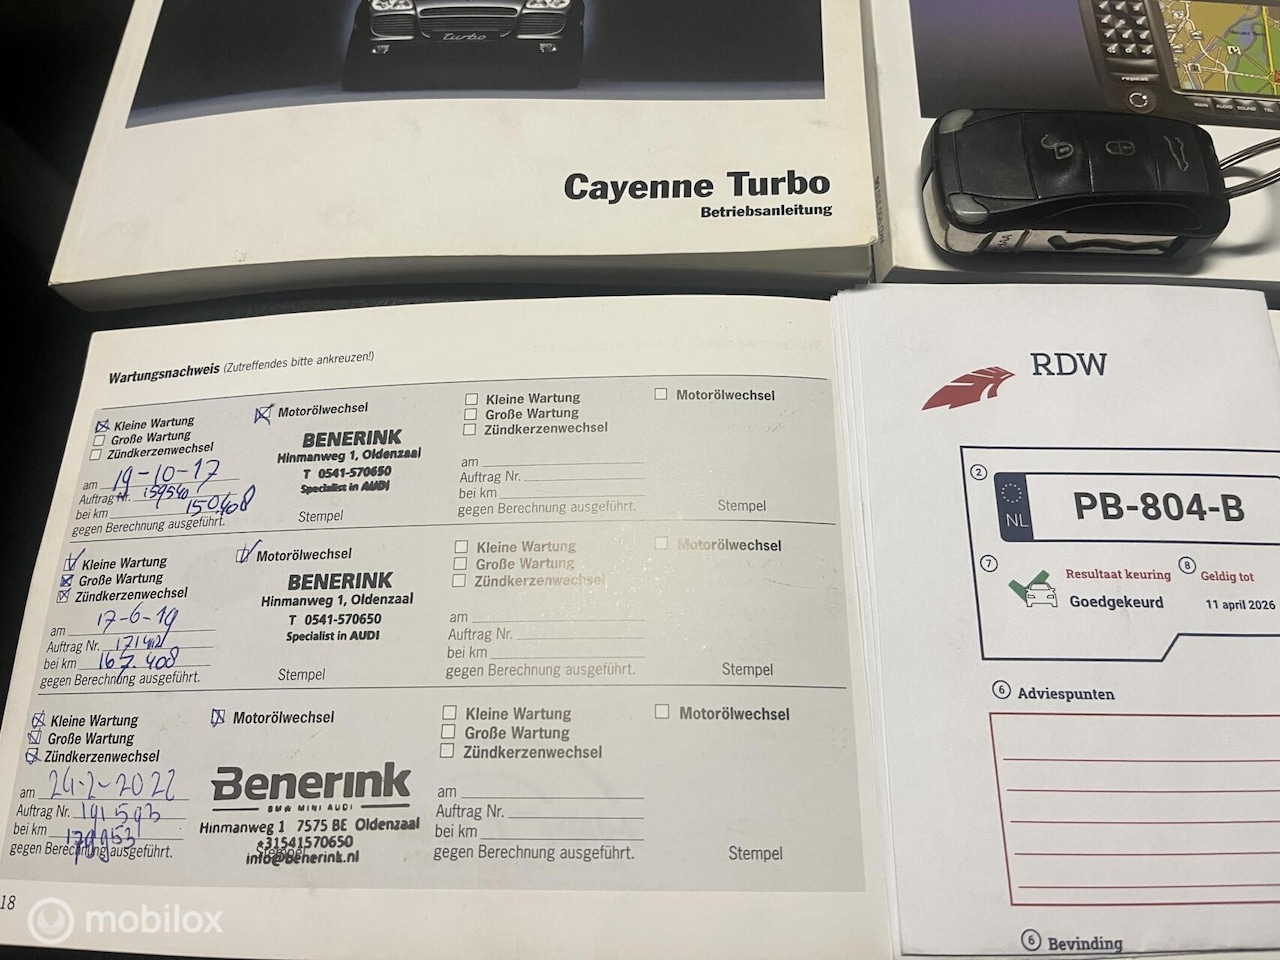 turbo
Cayenne Turbo
Betriebsanleitung
repeat
MAIN AUDIO SOUND TEL
Wartungsnachweis (Zutreffendes bitte ankreuzen!)
Kleine Wartung
Große Wartung
Zündkerzenwechsel
Motorölwechsel
BENERINK
Hinmanweg 1, Oldenzaal
T 0541-570650
Specialist in AUDI
am 19-10-17
Auftrag Nr. 159540
bei km 150.408
gegen Berechnung ausgeführt.
Stempel
Kleine Wartung
Große Wartung
Zündkerzenwechsel
Motorölwechsel
am
Auftrag Nr.
bei km
gegen Berechnung ausgeführt.
Stempel
Kleine Wartung
Große Wartung
Zündkerzenwechsel
Motorölwechsel
BENERINK
Hinmanweg 1, Oldenzaal
T 0541-570650
Specialist in AUDI
am 17-6-19
Auftrag Nr.
bei km 167.408
gegen Berechnung ausgeführt.
Stempel
Kleine Wartung
Große Wartung
Zündkerzenwechsel
Motorölwechsel
am
Auftrag Nr.
bei km
gegen Berechnung ausgeführt.
Stempel
Kleine Wartung
Große Wartung
Zündkerzenwechsel
Motorölwechsel
Benerink
BMW MINI AUDI
Hinmanweg 1 7575 BE Oldenzaal
+31541570650
info@benerink.nl
am 24-2-2022
Auftrag Nr. 191593
bei km
gegen Berechnung ausgeführt.
Stempel
Kleine Wartung
Große Wartung
Zündkerzenwechsel
Motorölwechsel
am
Auftrag Nr.
bei km
gegen Berechnung ausgeführt.
Stempel
18
RDW
2
NL
PB-804-B
7
Resultaat keuring
Goedgekeurd
8
Geldig tot
11 april 2026
6 Adviespunten
6 Bevinding
mobilox